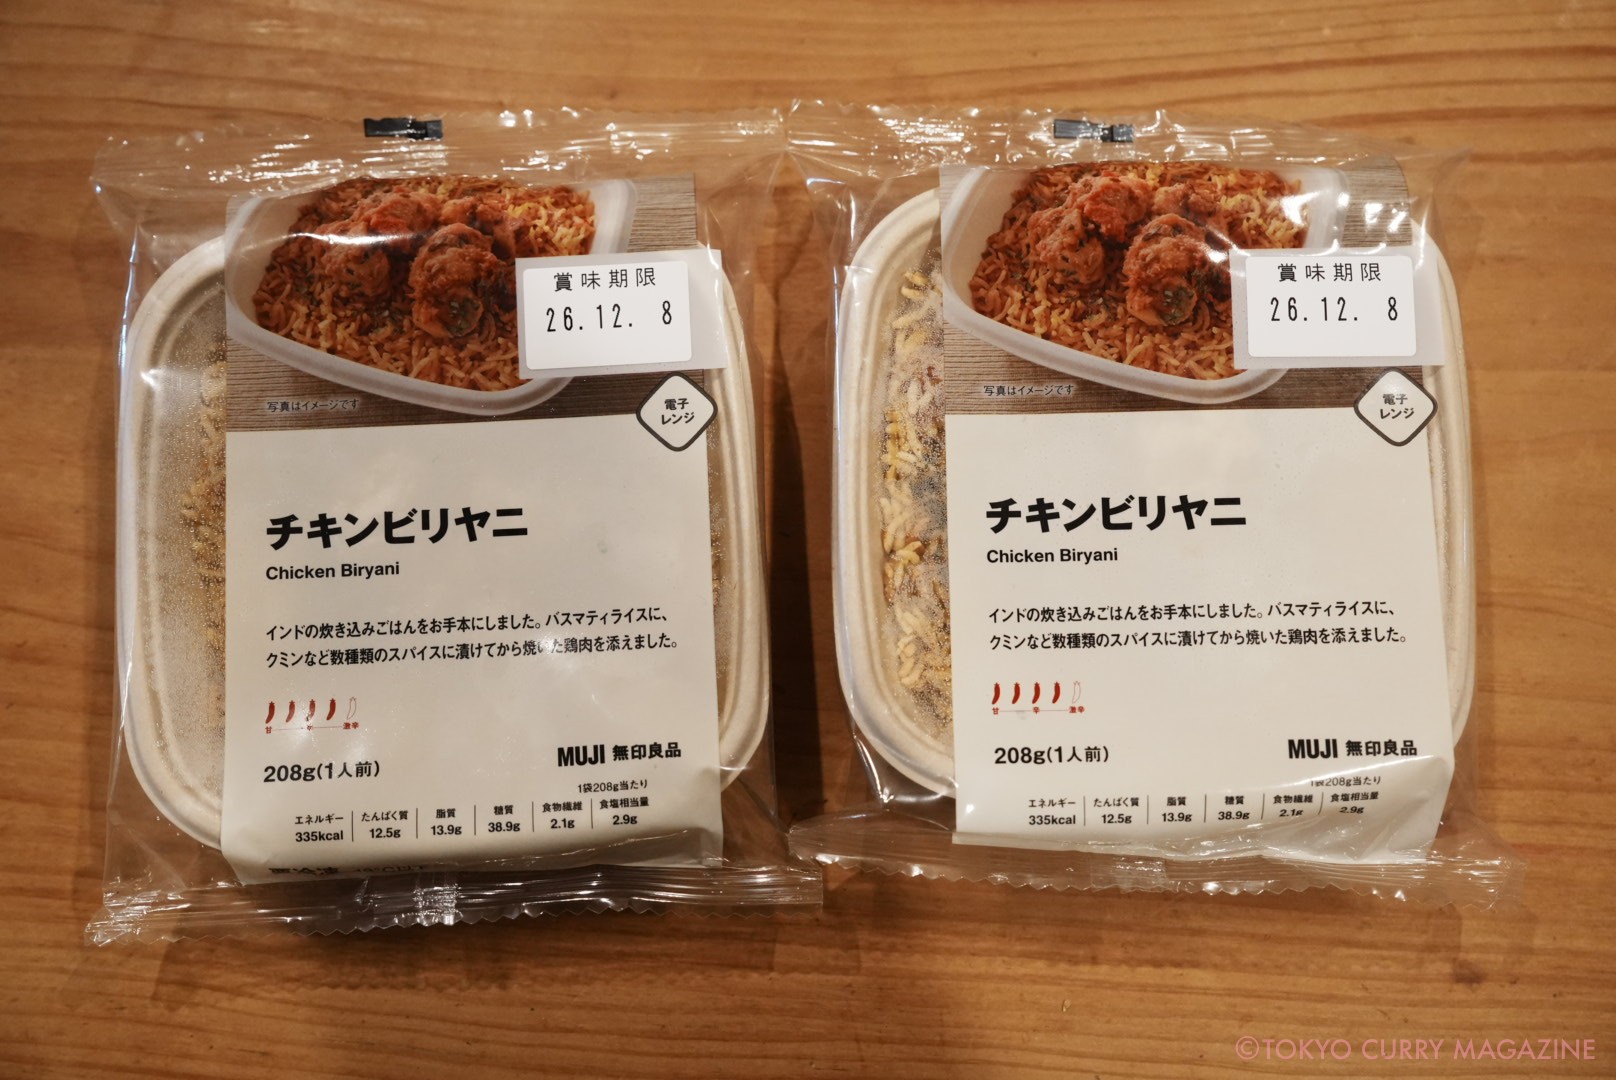 賞味期限
26.12. 8
写真はイメージです
電子
レンジ
チキンビリヤニ
Chicken Biryani
インドの炊き込みごはんをお手本にしました。バスマティライスに、
クミンなど数種類のスパイスに漬けてから焼いた鶏肉を添えました。
甘 辛 激辛
208g(1人前)
MUJI 無印良品
1袋208g当たり
エネルギー たんぱく質 脂質 糖質 食物繊維 食塩相当量
335kcal 12.5g 13.9g 38.9g 2.1g 2.9g
賞味期限
26.12. 8
写真はイメージです
電子
レンジ
チキンビリヤニ
Chicken Biryani
インドの炊き込みごはんをお手本にしました。バスマティライスに、
クミンなど数種類のスパイスに漬けてから焼いた鶏肉を添えました。
甘 辛 激辛
208g(1人前)
MUJI 無印良品
1袋208g当たり
エネルギー たんぱく質 脂質 糖質 食物繊維 食塩相当量
335kcal 12.5g 13.9g 38.9g 2.1g 2.9g
©TOKYO CURRY MAGAZINE